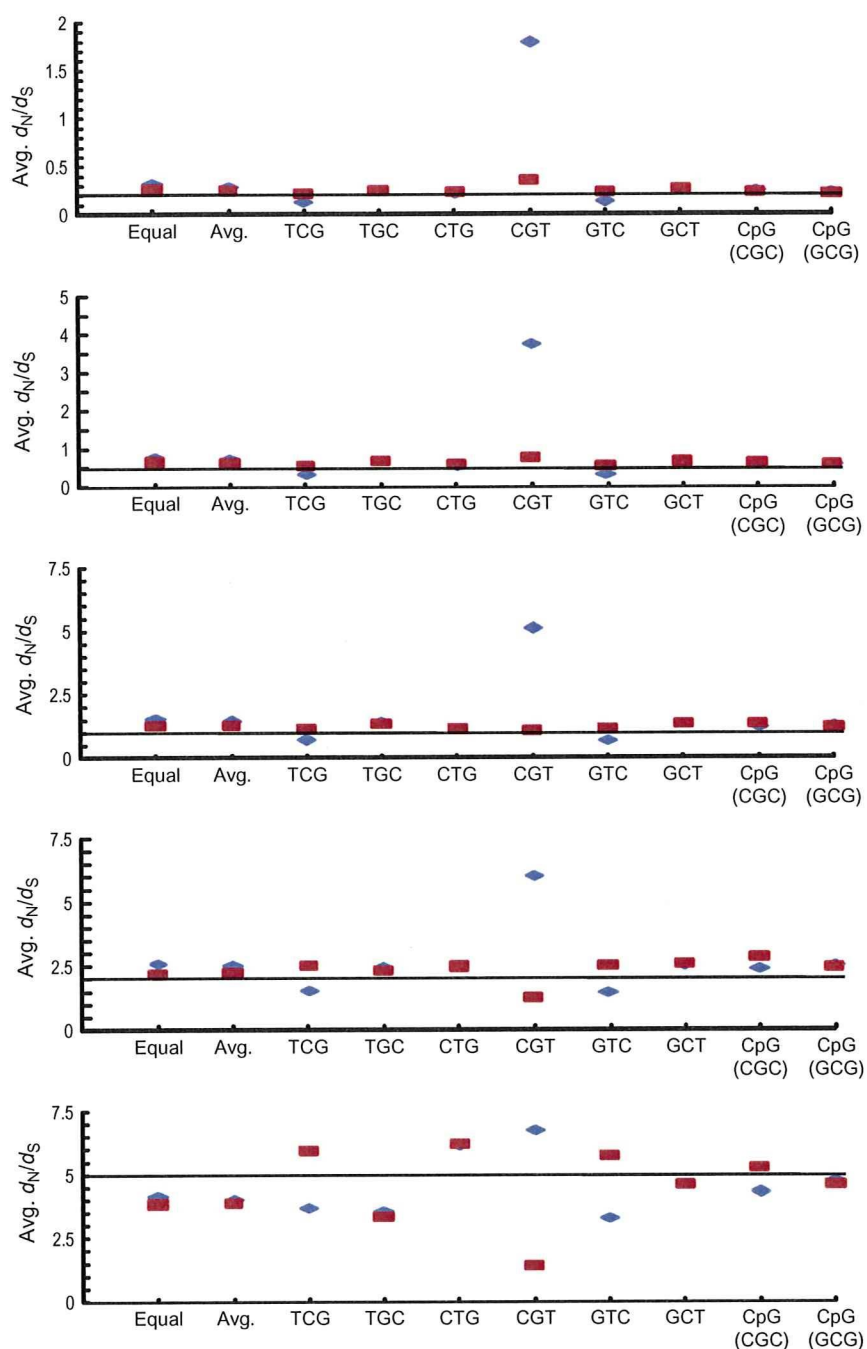 2
1.5
Avg. dN/dS
1
0.5
0
Equal Avg. TCG TGC CTG CGT GTC GCT CpG CpG
(CGC) (GCG)
5
4
Avg. dN/dS
3
2
1
0
Equal Avg. TCG TGC CTG CGT GTC GCT CpG CpG
(CGC) (GCG)
7.5
Avg. dN/dS
5
2.5
0
Equal Avg. TCG TGC CTG CGT GTC GCT CpG CpG
(CGC) (GCG)
7.5
Avg. dN/dS
5
2.5
0
Equal Avg. TCG TGC CTG CGT GTC GCT CpG CpG
(CGC) (GCG)
7.5
Avg. dN/dS
5
2.5
0
Equal Avg. TCG TGC CTG CGT GTC GCT CpG CpG
(CGC) (GCG)